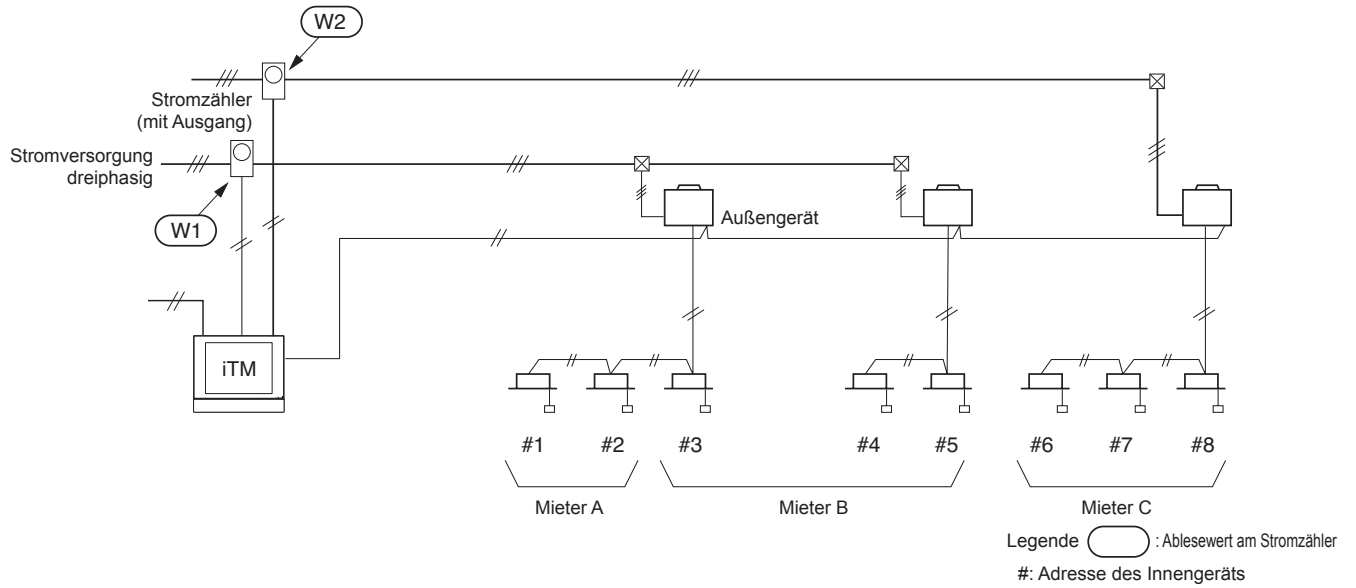 W2
Stromzähler
(mit Ausgang)
Stromversorgung
dreiphasig
W1
Außengerät
iTM
#1 #2 #3 #4 #5 #6 #7 #8
Mieter A Mieter B Mieter C
Legende : Ablesewert am Stromzähler
#: Adresse des Innengeräts